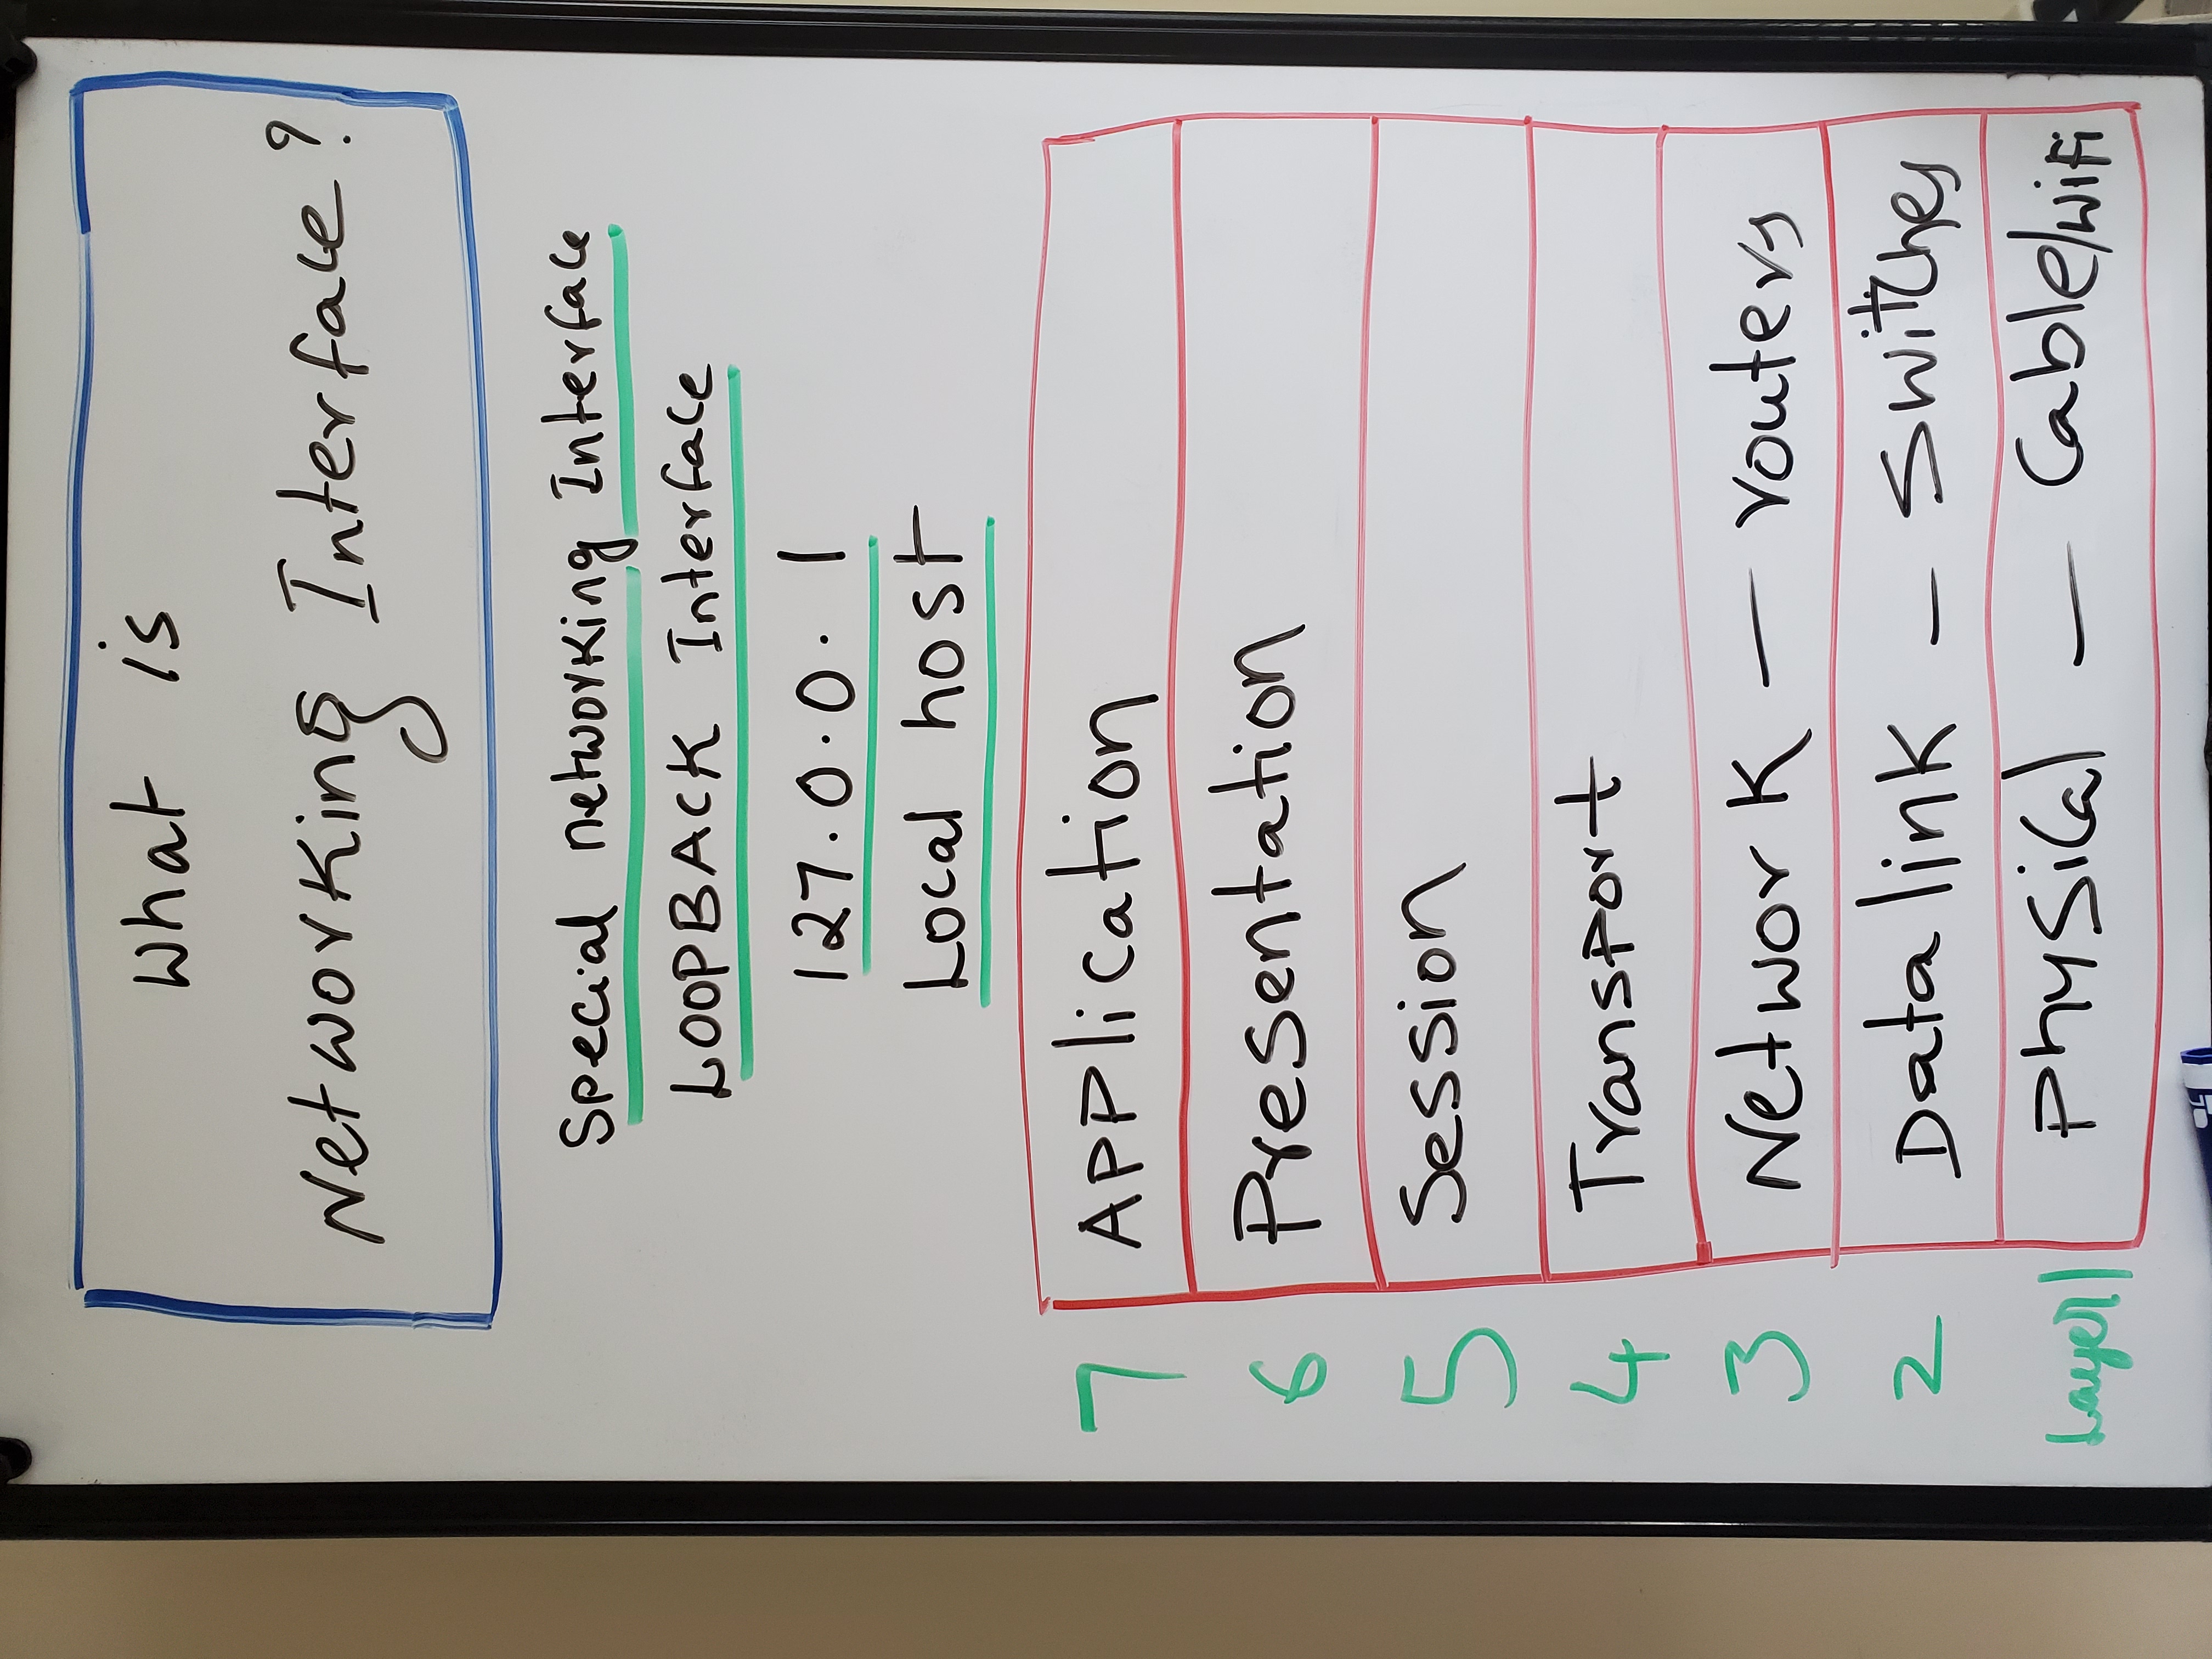 What is
Networking Interface?
Special networking Interface
LOOPBACK Interface
127.0.0.1
Local host
7 Application
6 Presentation
5 Session
4 Transport
3 Network — routers
2 Data link — switches
Layer 1 Physical — Cable/wifi